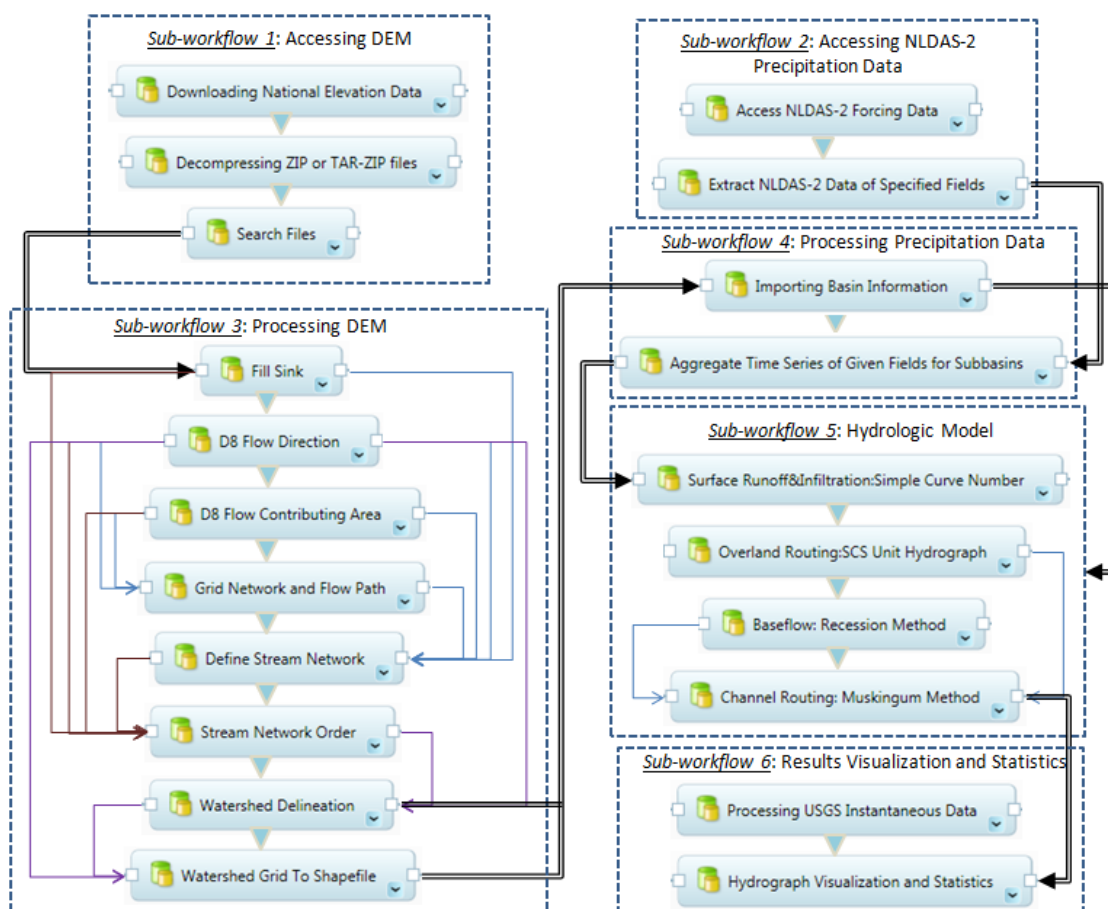 Sub-workflow 1: Accessing DEM
Downloading National Elevation Data
Decompressing ZIP or TAR-ZIP files
Search Files
Sub-workflow 2: Accessing NLDAS-2
Precipitation Data
Access NLDAS-2 Forcing Data
Extract NLDAS-2 Data of Specified Fields
Sub-workflow 3: Processing DEM
Fill Sink
D8 Flow Direction
D8 Flow Contributing Area
Grid Network and Flow Path
Define Stream Network
Stream Network Order
Watershed Delineation
Watershed Grid To Shapefile
Sub-workflow 4: Processing Precipitation Data
Importing Basin Information
Aggregate Time Series of Given Fields for Subbasins
Sub-workflow 5: Hydrologic Model
Surface Runoff&Infiltration:Simple Curve Number
Overland Routing:SCS Unit Hydrograph
Baseflow: Recession Method
Channel Routing: Muskingum Method
Sub-workflow 6: Results Visualization and Statistics
Processing USGS Instantaneous Data
Hydrograph Visualization and Statistics